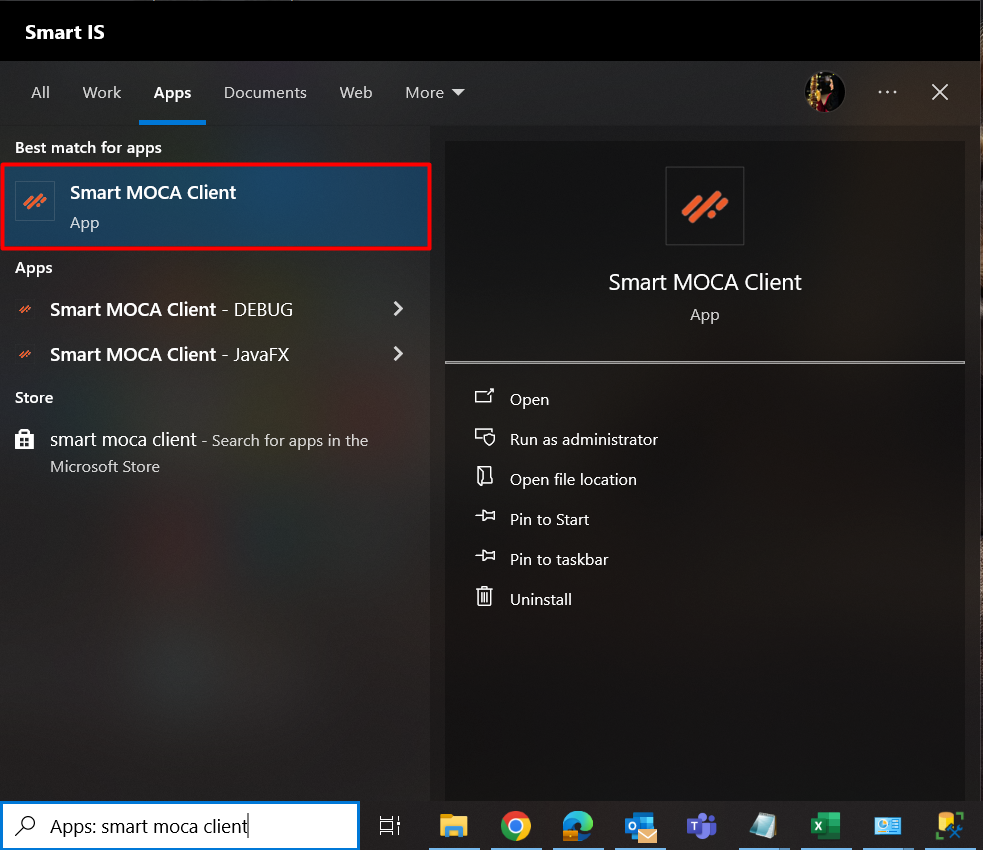 Smart IS
All Work Apps Documents Web More
Best match for apps
Smart MOCA Client
App
Apps
Smart MOCA Client - DEBUG
Smart MOCA Client - JavaFX
Store
smart moca client - Search for apps in the
Microsoft Store
Smart MOCA Client
App
Open
Run as administrator
Open file location
Pin to Start
Pin to taskbar
Uninstall
Apps: smart moca client